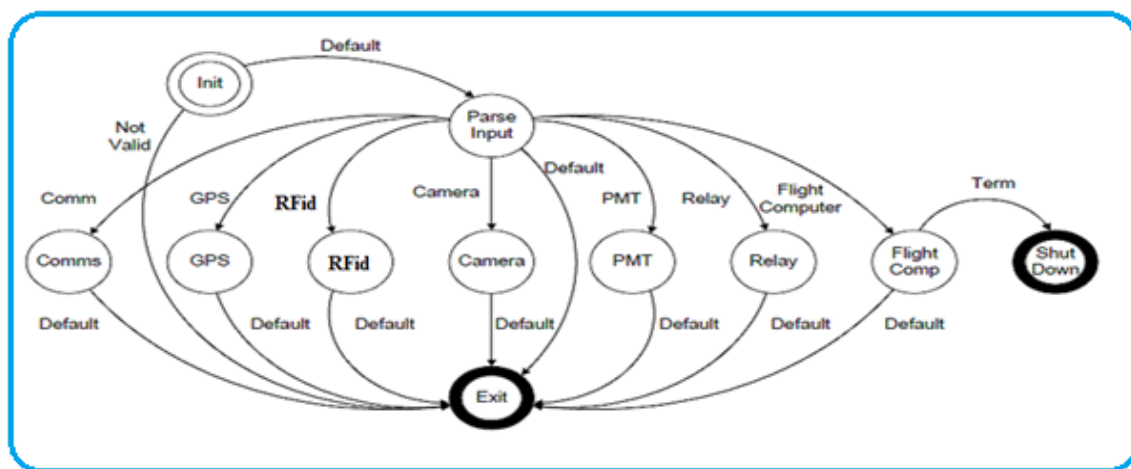 Default
Init
Parse
Input
Not
Valid
Default
Comm
GPS
RFid
Camera
PMT
Relay
Flight
Computer
Term
Comms
GPS
RFid
Camera
PMT
Relay
Flight
Comp
Shut
Down
Default
Default
Default
Default
Default
Default
Default
Exit